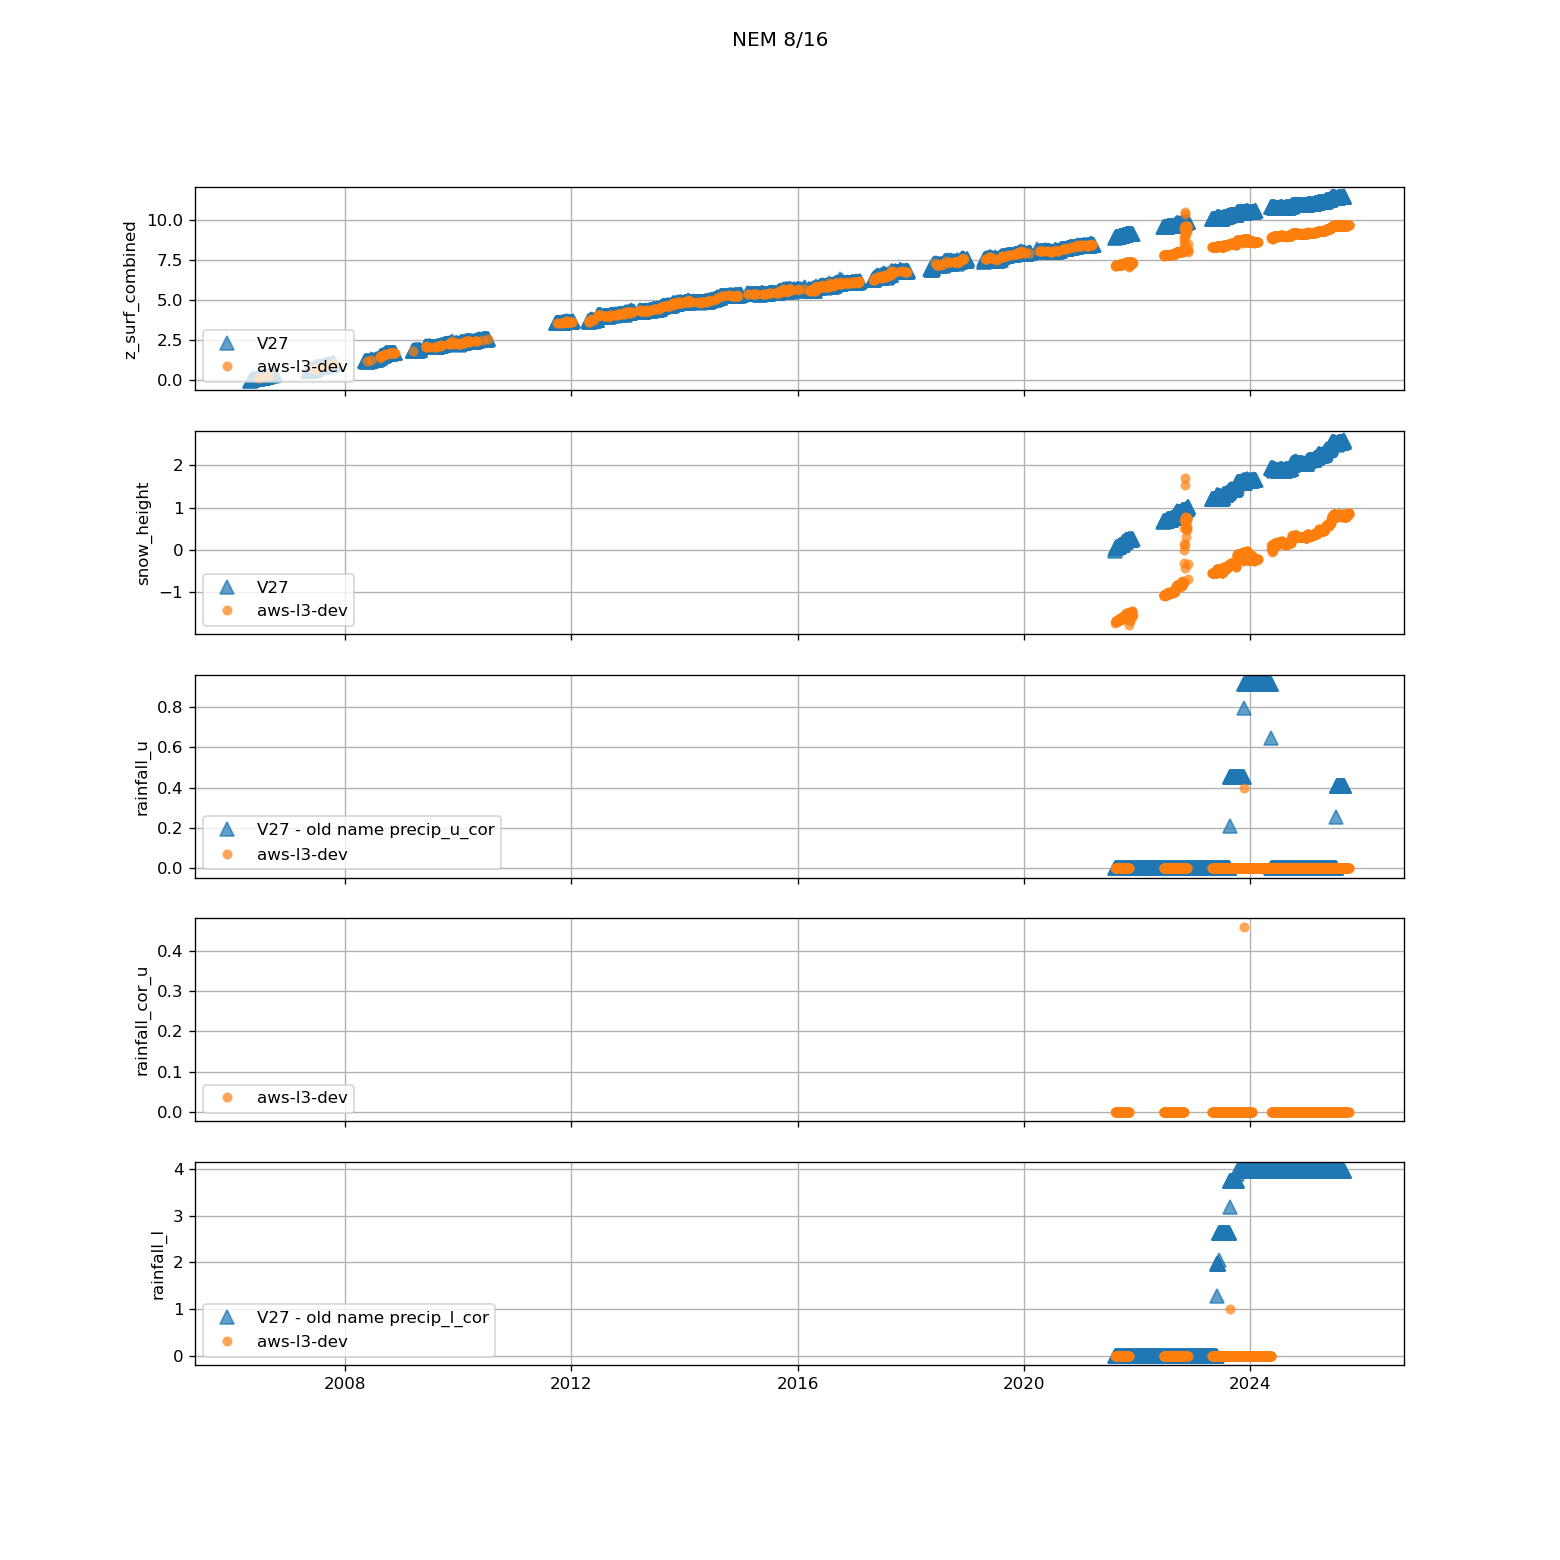 NEM 8/16
z_surf_combined
10.0
7.5
5.0
2.5
0.0
V27
aws-l3-dev
snow_height
2
1
0
−1
V27
aws-l3-dev
rainfall_u
0.8
0.6
0.4
0.2
0.0
V27 - old name precip_u_cor
aws-l3-dev
rainfall_cor_u
0.4
0.3
0.2
0.1
0.0
aws-l3-dev
rainfall_l
4
3
2
1
0
V27 - old name precip_l_cor
aws-l3-dev
2008 2012 2016 2020 2024